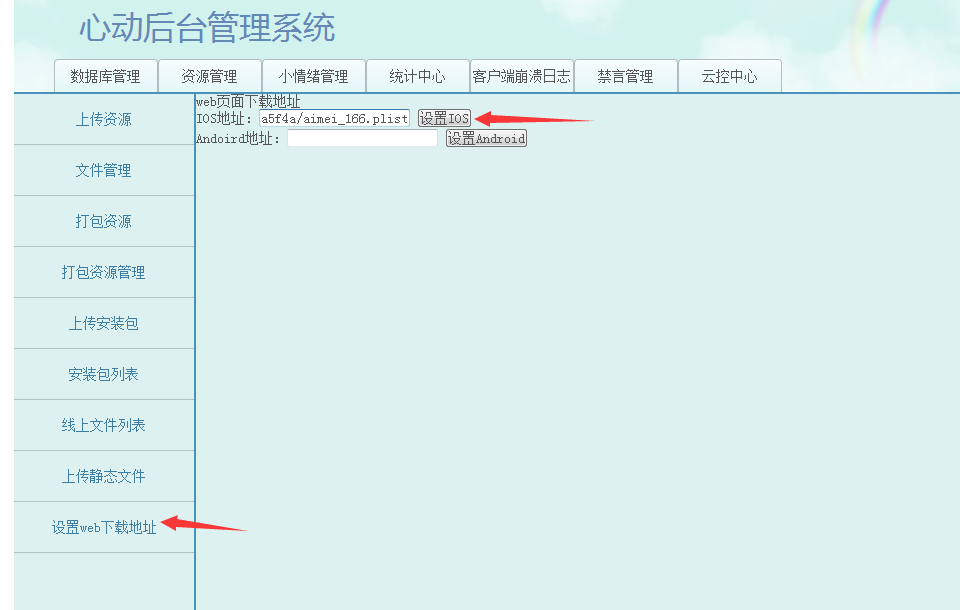 心动后台管理系统
数据库管理 资源管理 小情绪管理 统计中心 客户端崩溃日志 禁言管理 云控中心
上传资源
文件管理
打包资源
打包资源管理
上传安装包
安装包列表
线上文件列表
上传静态文件
设置web下载地址
web页面下载地址
IOS地址: a5f4a/aimei_166.plist 设置IOS
Andoird地址: 设置Android